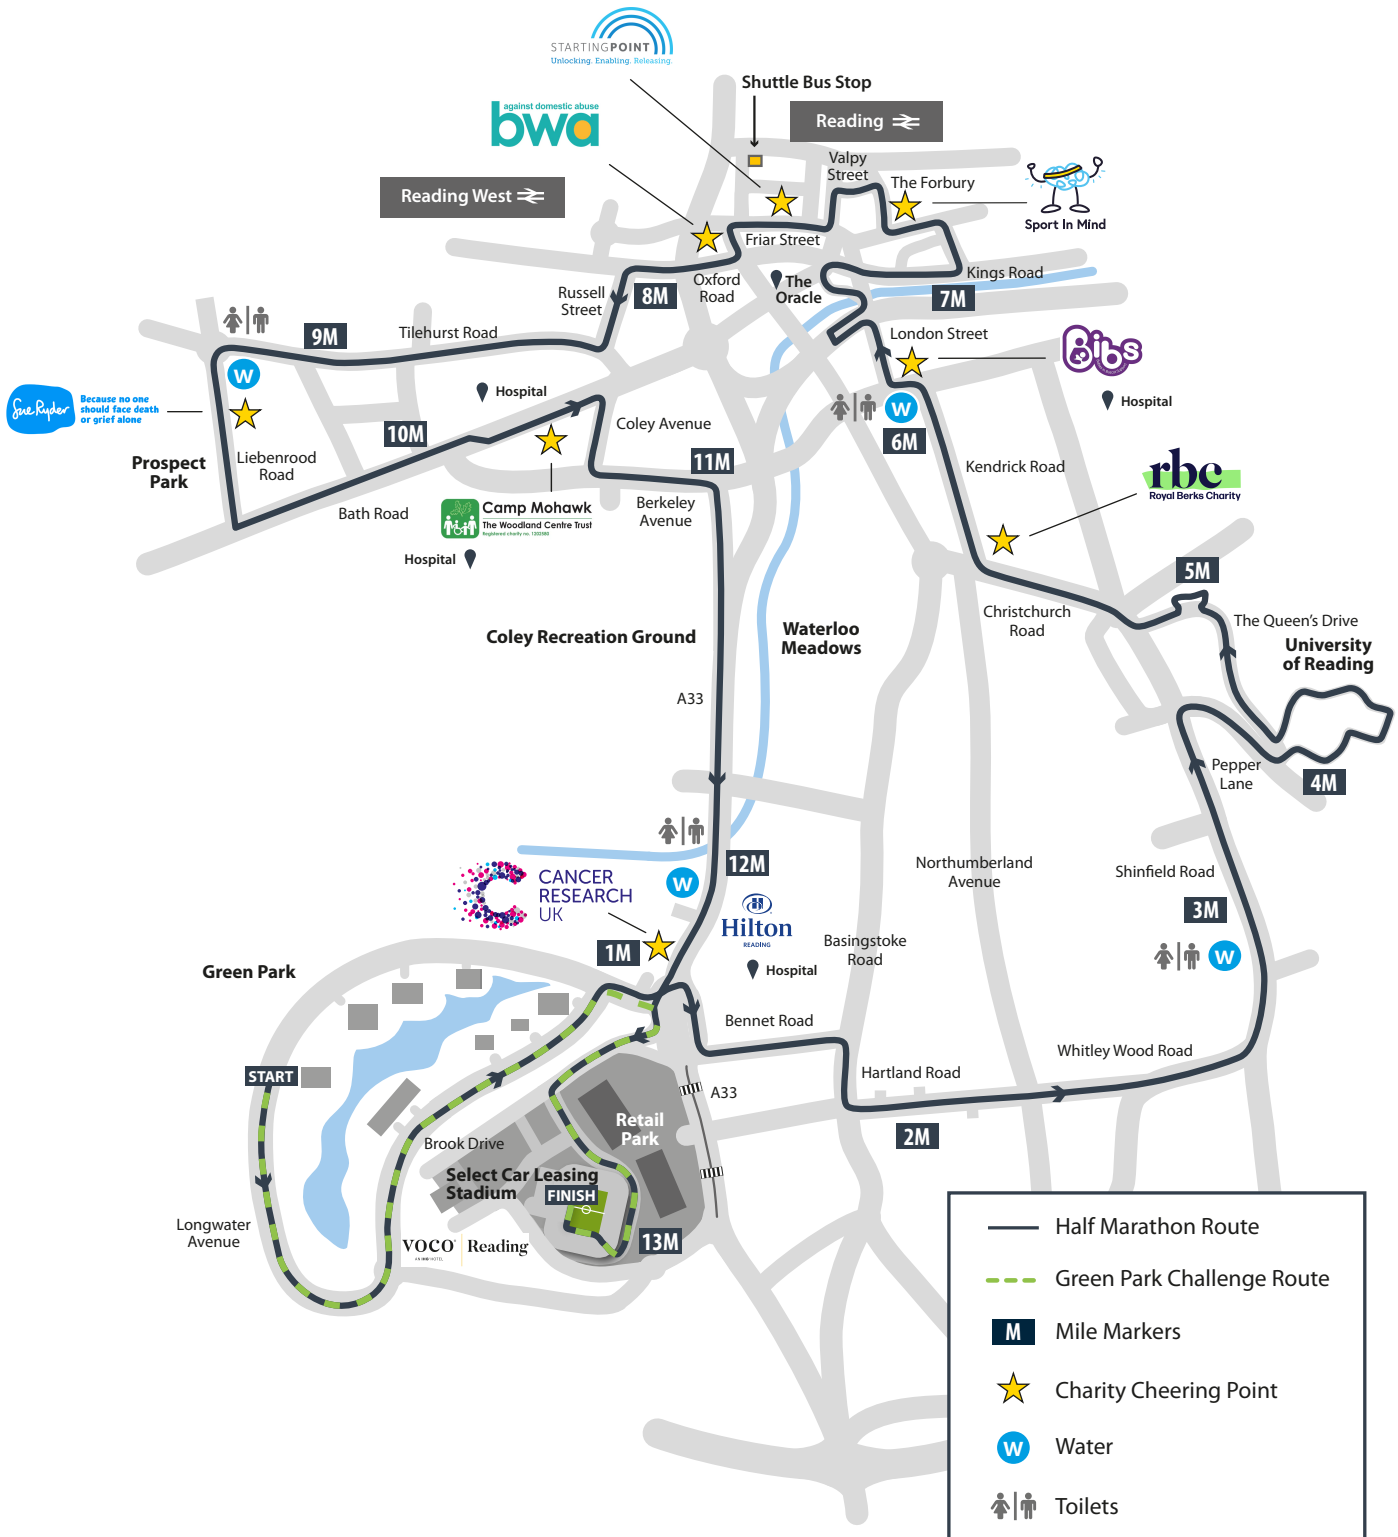 STARTINGPOINT
Unlocking. Enabling. Releasing.
Shuttle Bus Stop
against domestic abuse
bwa
Reading
Valpy
Street
The Forbury
Sport In Mind
Reading West
Friar Street
Kings Road
The
Oracle
Oxford
Road
7M
8M
Russell
Street
London Street
Bibs
9M
Tilehurst Road
W
Hospital
Hospital
Sue Ryder
Because no one
should face death
or grief alone
W
6M
Coley Avenue
10M
11M
Kendrick Road
Prospect
Park
Liebenrood
Road
rbc
Royal Berks Charity
Bath Road
Camp Mohawk
The Woodland Centre Trust
Berkeley
Avenue
Hospital
5M
Christchurch
Road
The Queen's Drive
University
of Reading
Coley Recreation Ground
Waterloo
Meadows
A33
Pepper
Lane
4M
12M
Northumberland
Avenue
Shinfield Road
W
CANCER
RESEARCH
UK
3M
Hilton
READING
Basingstoke
Road
1M
W
Green Park
Hospital
Bennet Road
Whitley Wood Road
START
Hartland Road
A33
Retail
Park
2M
Brook Drive
Select Car Leasing
Stadium
FINISH
Longwater
Avenue
VOCO
Reading
13M
Half Marathon Route
Green Park Challenge Route
M
Mile Markers
Charity Cheering Point
W
Water
Toilets